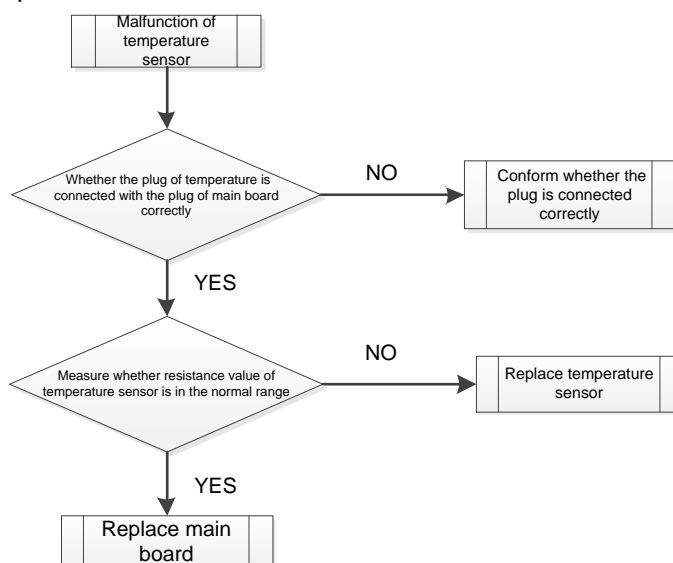 Malfunction of
temperature
sensor
Whether the plug of temperature is
connected with the plug of main board
correctly
NO
Conform whether the
plug is connected
correctly
YES
Measure whether resistance value of
temperature sensor is in the normal range
NO
Replace temperature
sensor
YES
Replace main
board